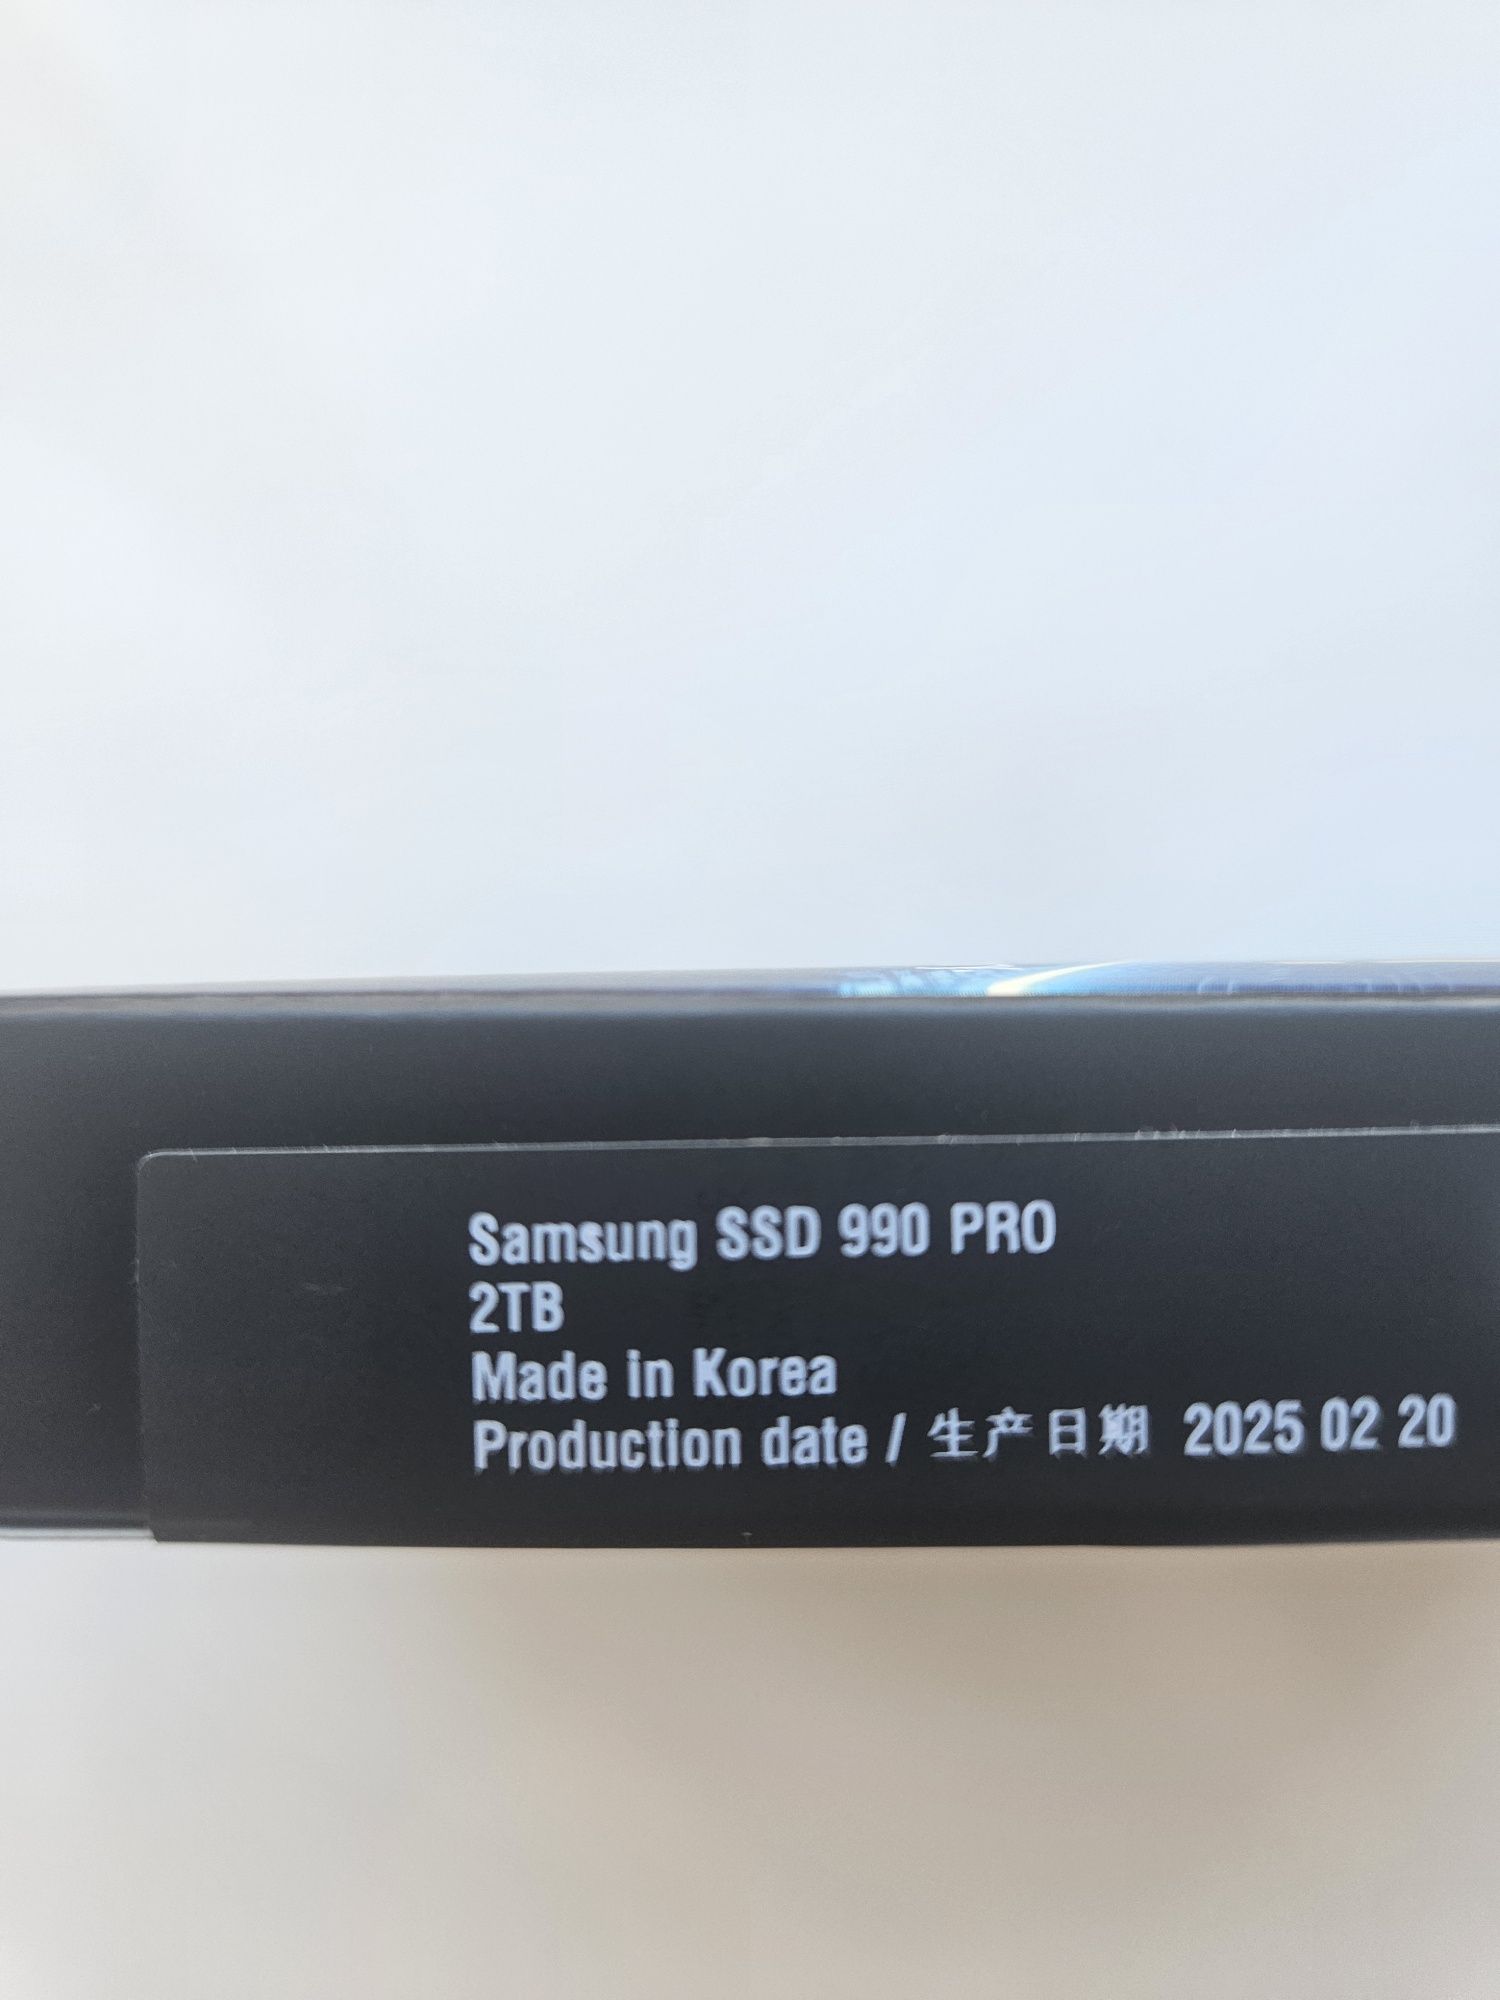 Samsung SSD 990 PRO
2TB
Made in Korea
Production date / 生产日期 2025 02 20